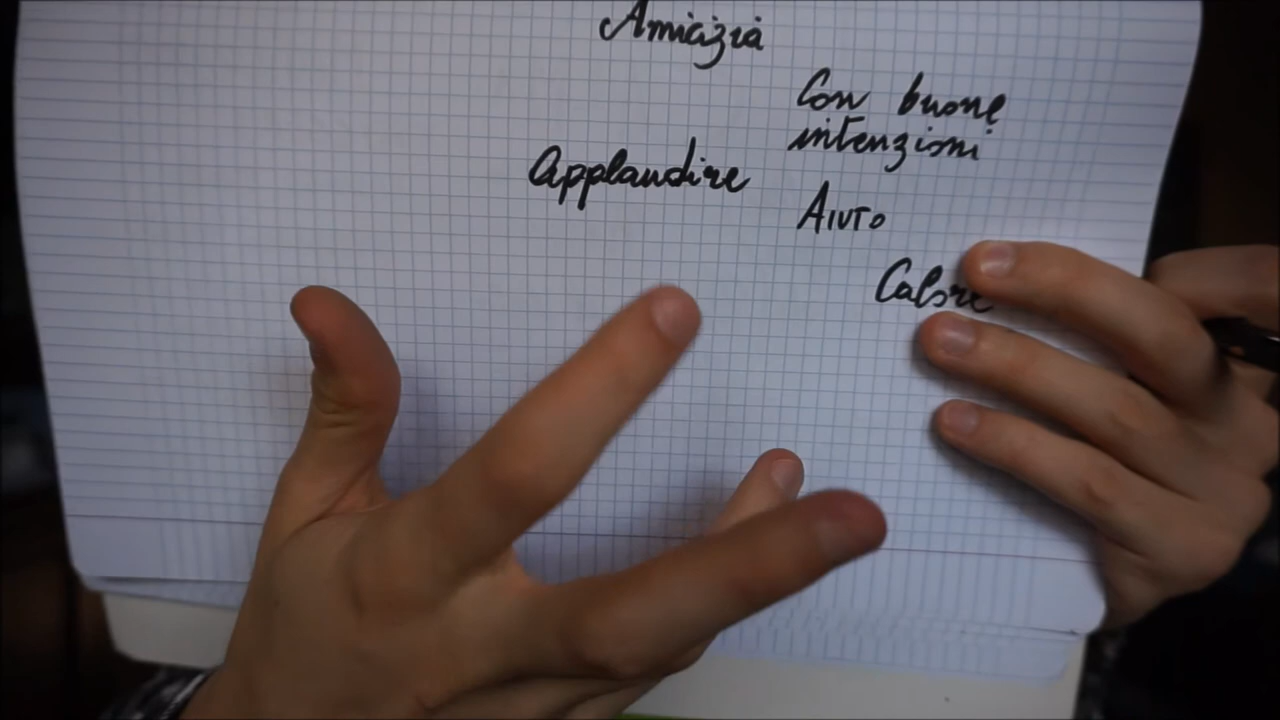 Amicizia
Con buone
intenzioni
Applaudire
AIUTO
Calore